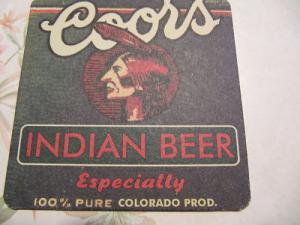 Coors
INDIAN BEER
Especially
100% PURE COLORADO PROD.